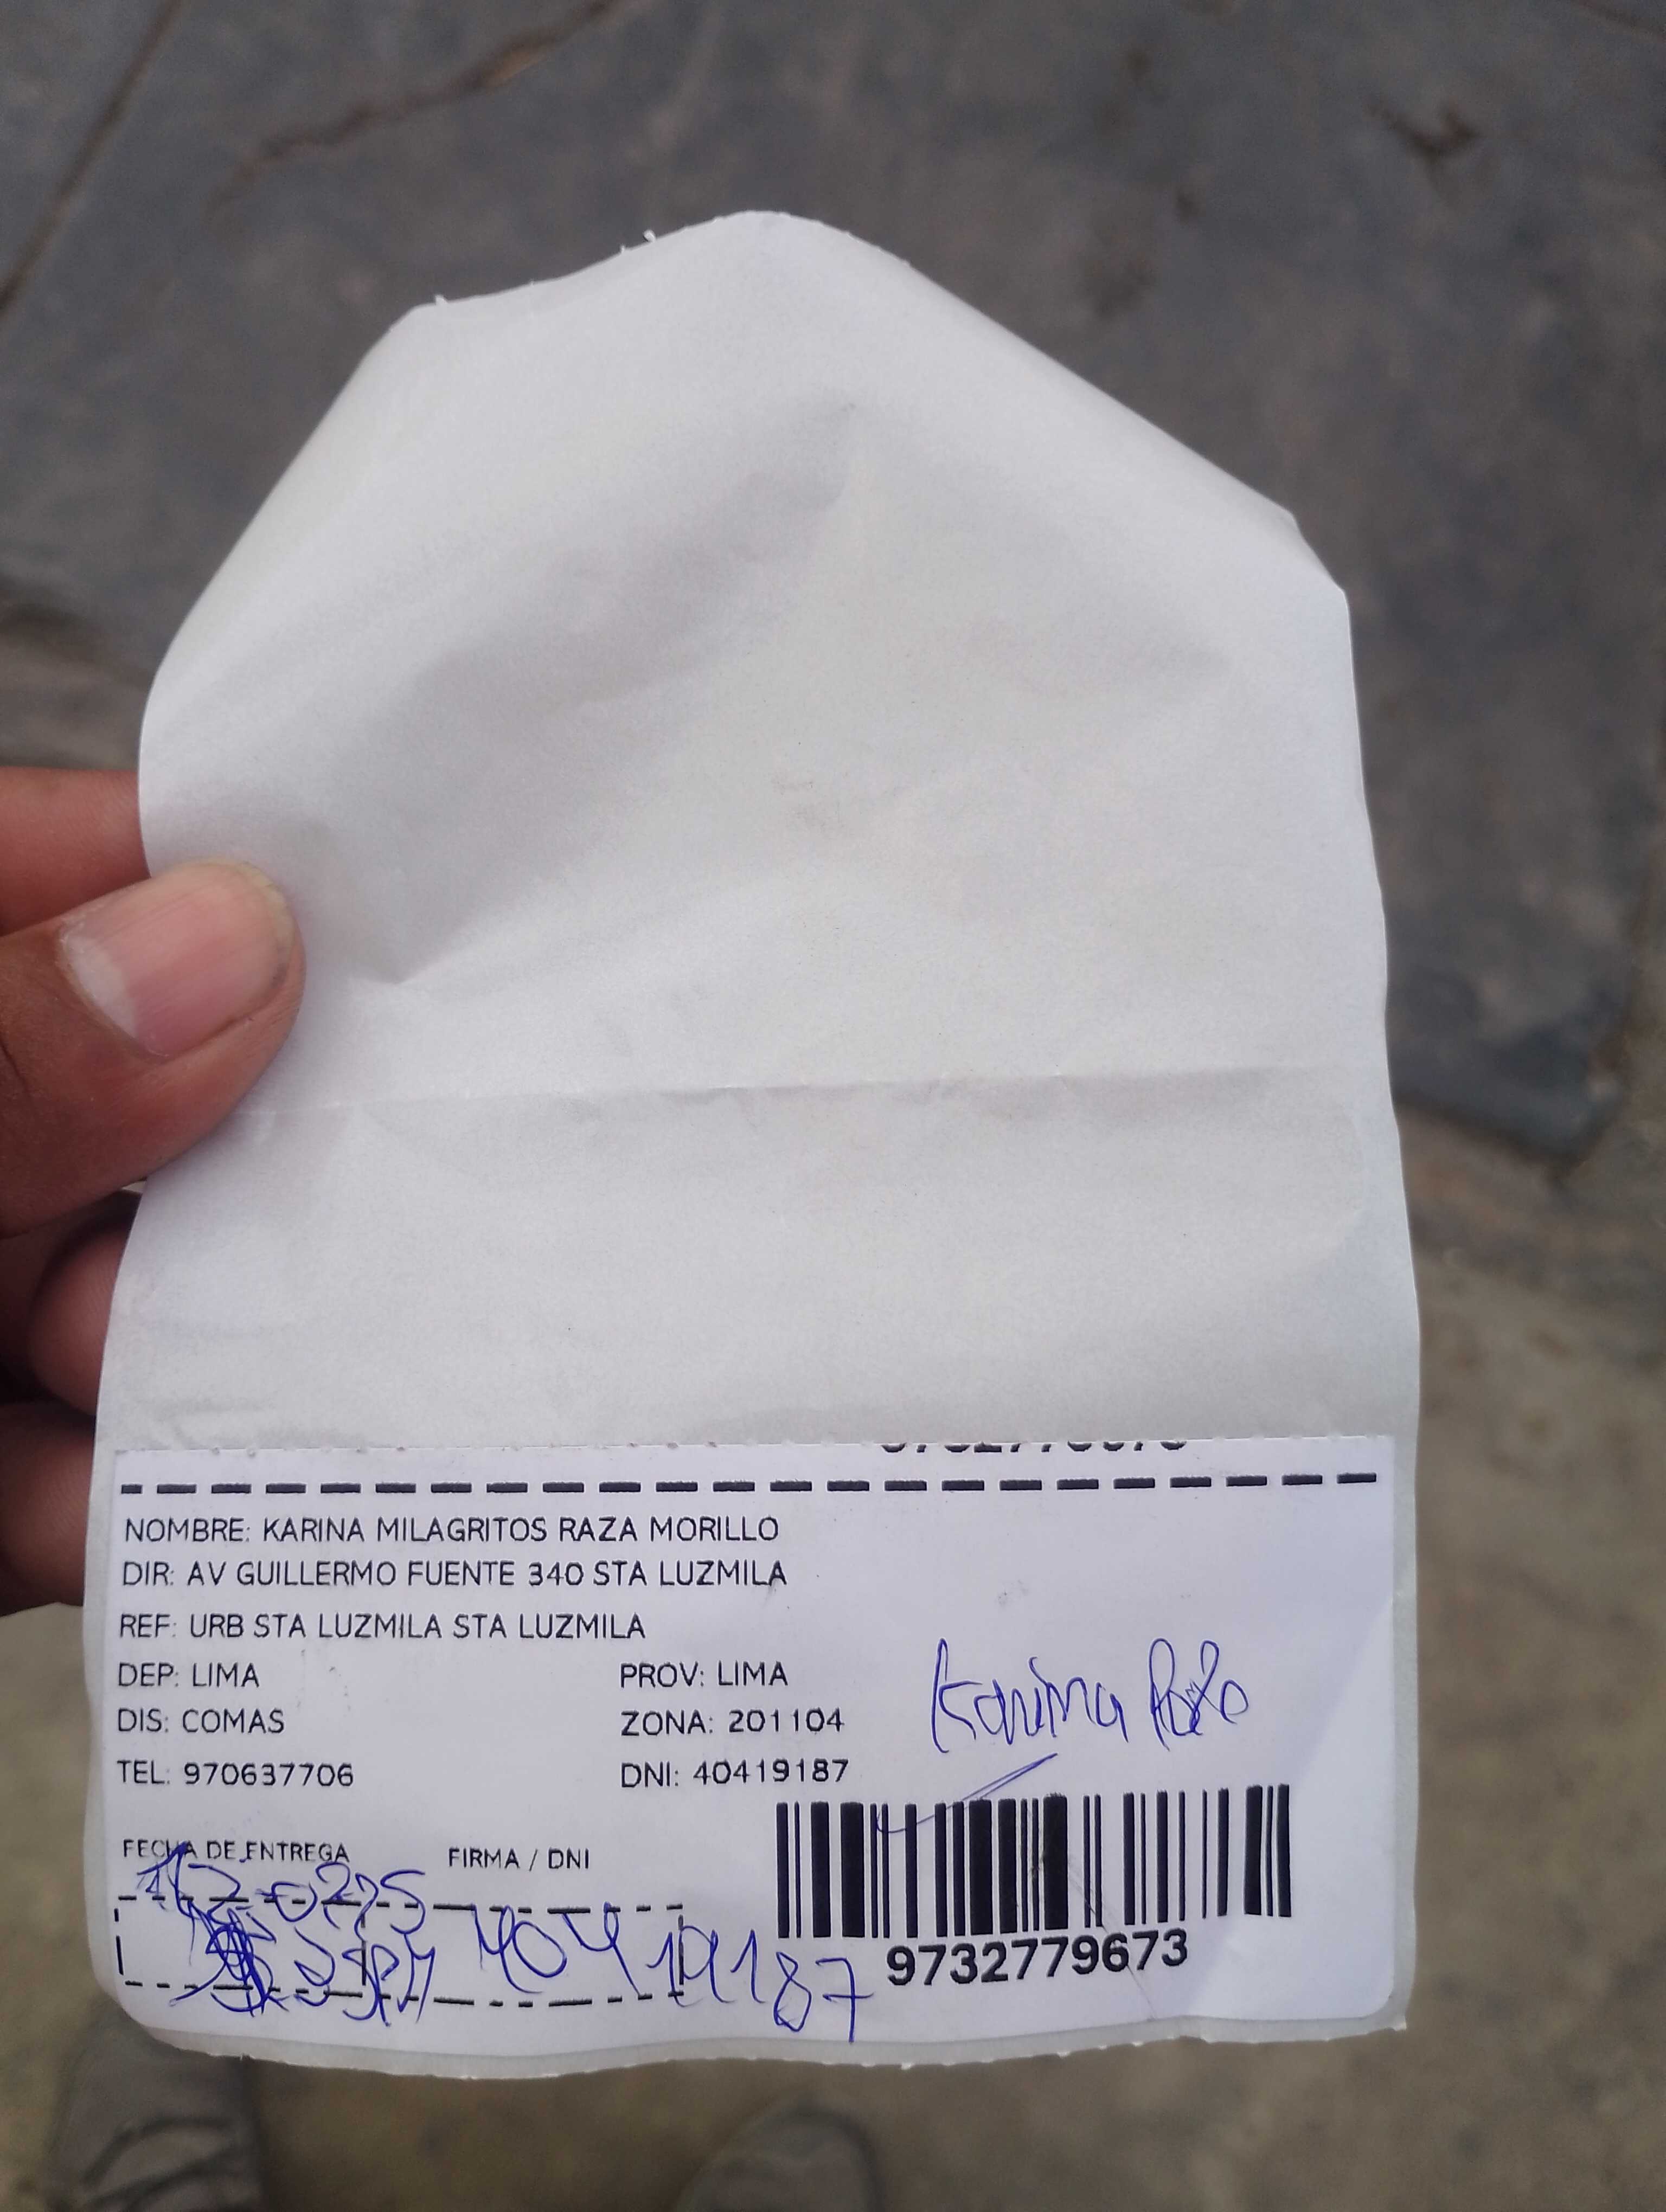 NOMBRE: KARINA MILAGRITOS RAZA MORILLO
DIR: AV GUILLERMO FUENTE 340 STA LUZMILA
REF: URB STA LUZMILA STA LUZMILA
DEP: LIMA PROV: LIMA
DIS: COMAS ZONA: 201104
Karina
TEL: 970637706 DNI: 40419187
FECHA DE ENTREGA FIRMA / DNI
40419187
9732779673